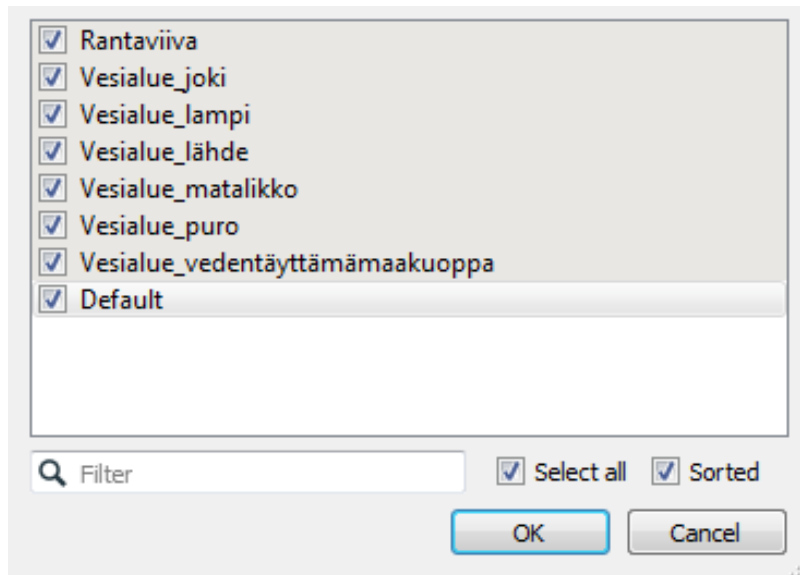 Rantaviiva
Vesialue_joki
Vesialue_lampi
Vesialue_lähde
Vesialue_matalikko
Vesialue_puro
Vesialue_vedentäyttämämaakuoppa
Default
Filter Select all Sorted
OK Cancel